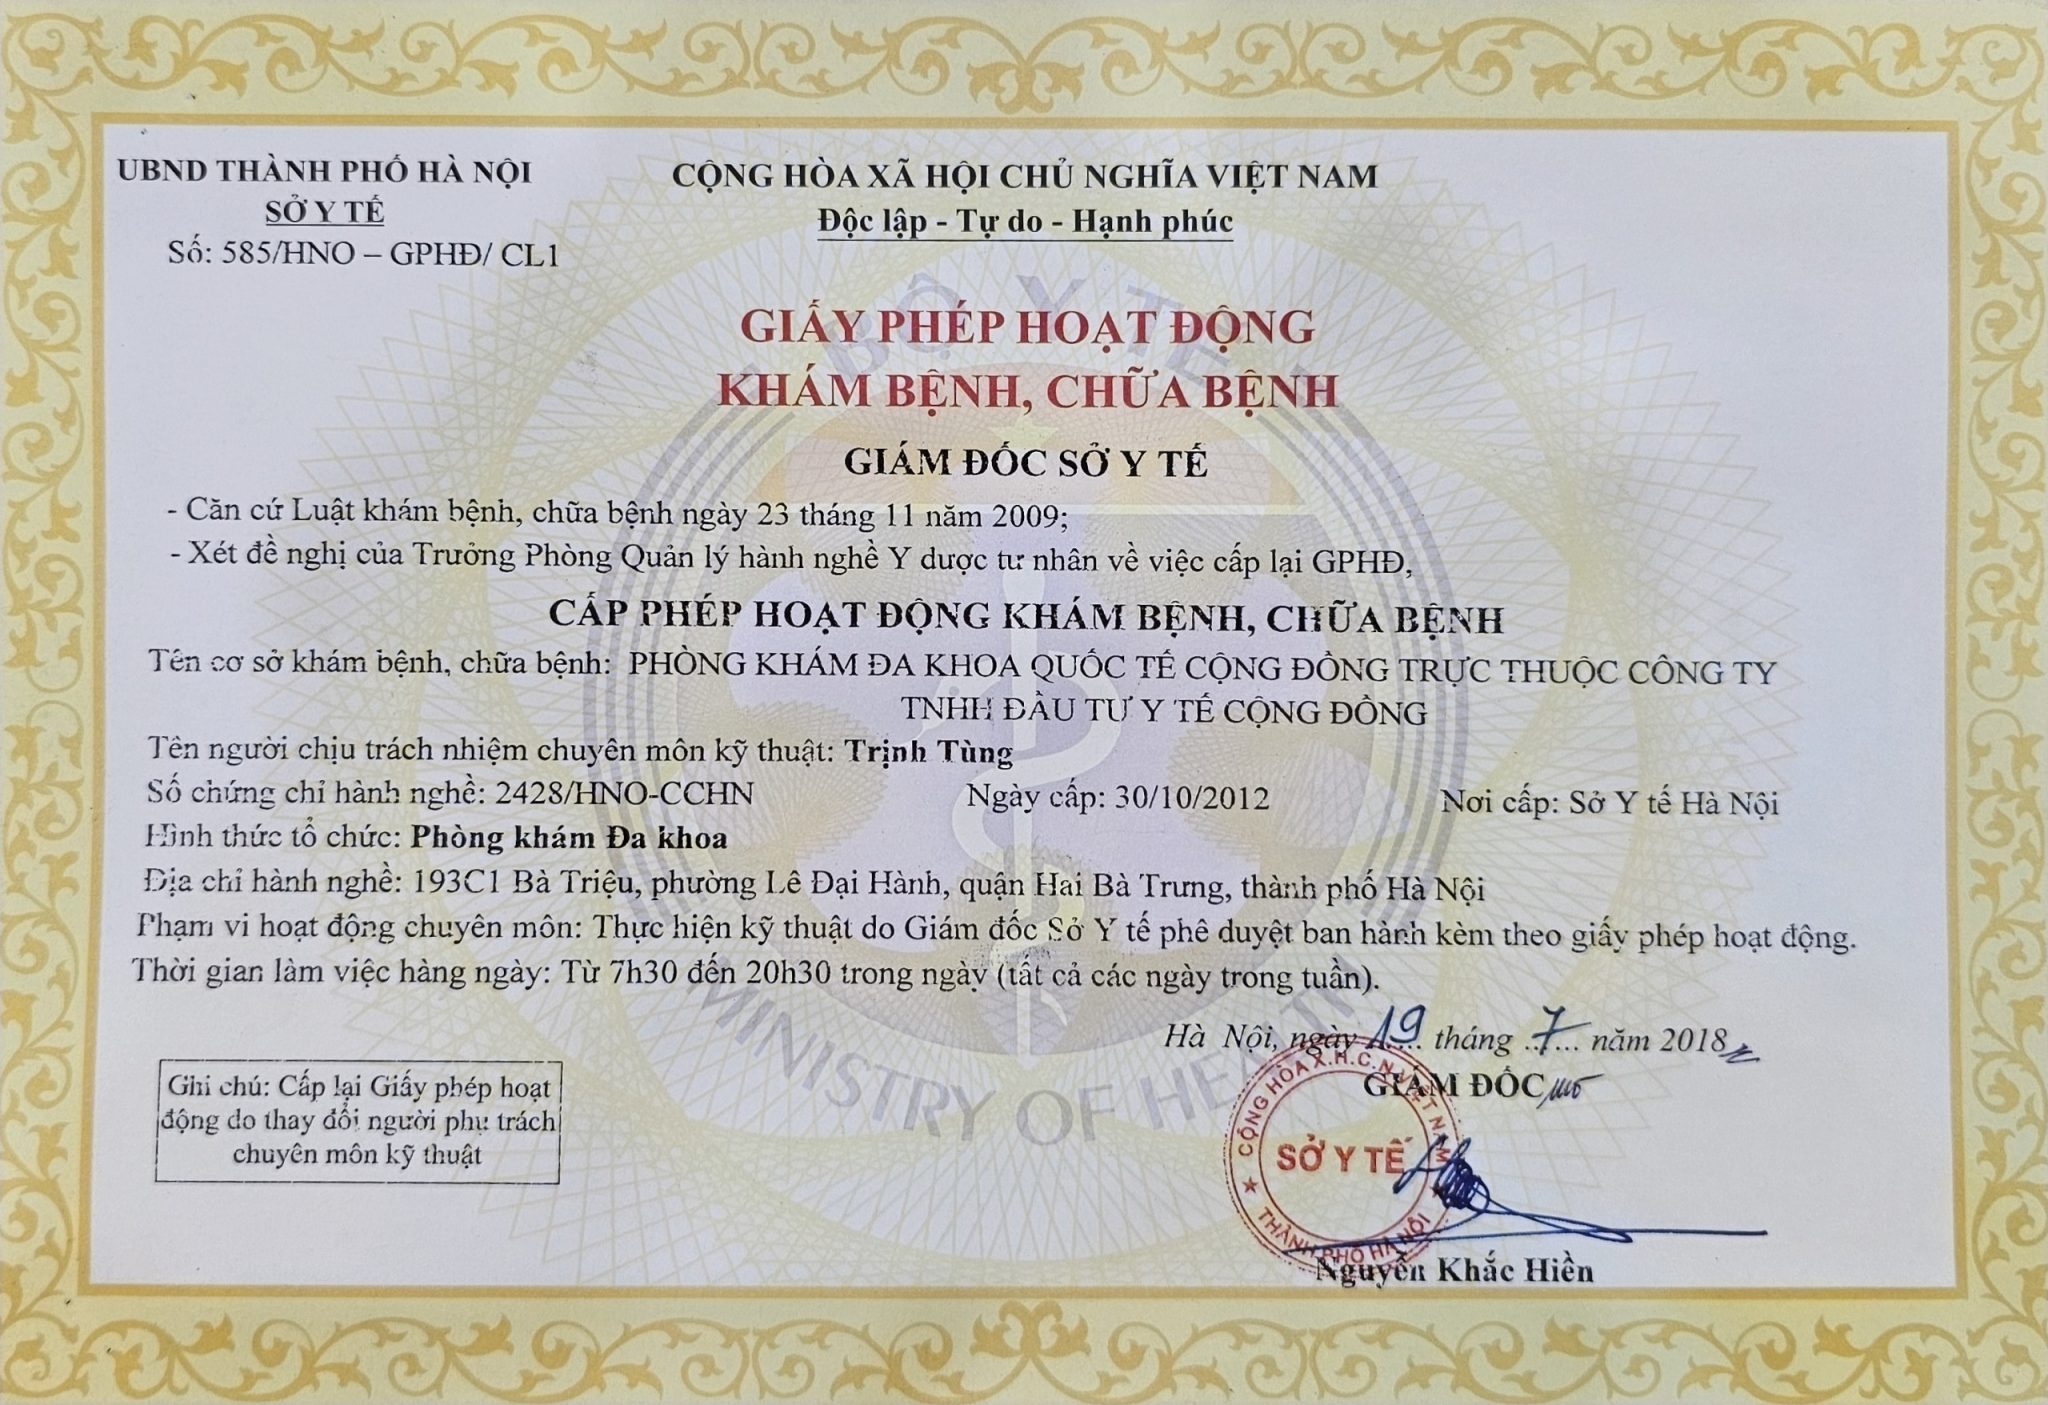 UBND THÀNH PHỐ HÀ NỘI
SỞ Y TẾ
Số: 585/HNO – GPHĐ/ CL1
CỘNG HÒA XÃ HỘI CHỦ NGHĨA VIỆT NAM
Độc lập - Tự do - Hạnh phúc
BỘ Y TẾ
GIẤY PHÉP HOẠT ĐỘNG
KHÁM BỆNH, CHỮA BỆNH
GIÁM ĐỐC SỞ Y TẾ
- Căn cứ Luật khám bệnh, chữa bệnh ngày 23 tháng 11 năm 2009;
- Xét đề nghị của Trưởng Phòng Quản lý hành nghề Y dược tư nhân về việc cấp lại GPHĐ,
CẤP PHÉP HOẠT ĐỘNG KHÁM BỆNH, CHỮA BỆNH
Tên cơ sở khám bệnh, chữa bệnh: PHÒNG KHÁM ĐA KHOA QUỐC TẾ CỘNG ĐỒNG TRỰC THUỘC CÔNG TY
TNHH ĐẦU TƯ Y TẾ CỘNG ĐỒNG
Tên người chịu trách nhiệm chuyên môn kỹ thuật: Trịnh Tùng
Số chứng chỉ hành nghề: 2428/HNO-CCHN Ngày cấp: 30/10/2012 Nơi cấp: Sở Y tế Hà Nội
Hình thức tổ chức: Phòng khám Đa khoa
Địa chỉ hành nghề: 193C1 Bà Triệu, phường Lê Đại Hành, quận Hai Bà Trưng, thành phố Hà Nội
Phạm vi hoạt động chuyên môn: Thực hiện kỹ thuật do Giám đốc Sở Y tế phê duyệt ban hành kèm theo giấy phép hoạt động.
Thời gian làm việc hàng ngày: Từ 7h30 đến 20h30 trong ngày (tất cả các ngày trong tuần).
MINISTRY OF HEALTH
Hà Nội, ngày 19 tháng 7 năm 2018
GIÁM ĐỐC
Ghi chú: Cấp lại Giấy phép hoạt
động do thay đổi người phụ trách
chuyên môn kỹ thuật
CỘNG HÒA X.H.C.N VIỆT NAM
SỞ Y TẾ
THÀNH PHỐ HÀ NỘI
Nguyễn Khắc Hiền